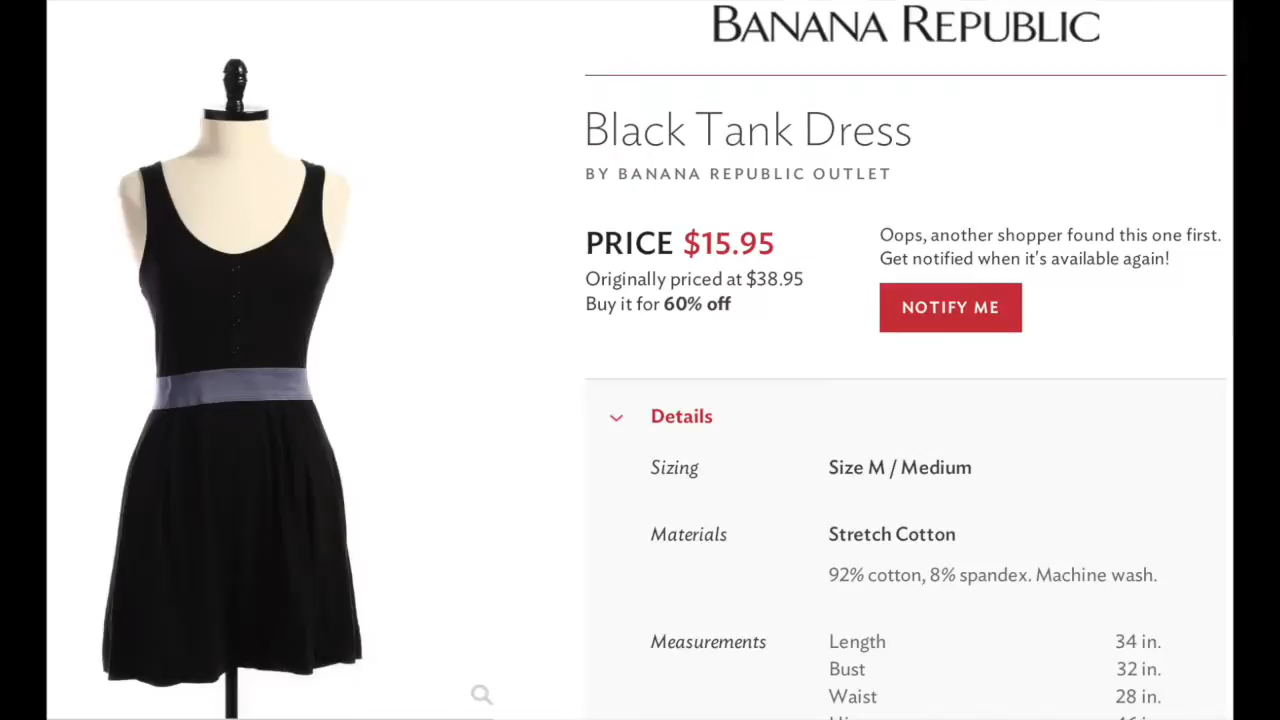 BANANA REPUBLIC
Black Tank Dress
BY BANANA REPUBLIC OUTLET
PRICE $15.95
Originally priced at $38.95
Buy it for 60% off
Oops, another shopper found this one first.
Get notified when it's available again!
NOTIFY ME
Details
Sizing Size M / Medium
Materials Stretch Cotton
92% cotton, 8% spandex. Machine wash.
Measurements Length 34 in.
Bust 32 in.
Waist 28 in.